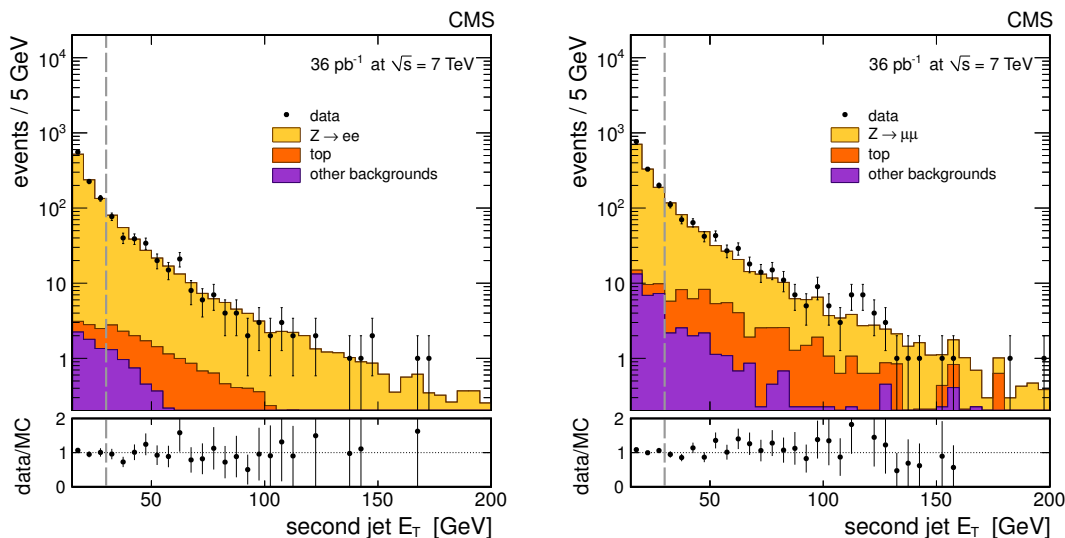 CMS
events / 5 GeV
10⁴
10³
10²
10
1
36 pb⁻¹ at √s = 7 TeV
data
Z → ee
top
other backgrounds
data/MC
2
1
0
50
100
150
200
second jet E_T [GeV]
CMS
events / 5 GeV
10⁴
10³
10²
10
1
36 pb⁻¹ at √s = 7 TeV
data
Z → μμ
top
other backgrounds
data/MC
2
1
0
50
100
150
200
second jet E_T [GeV]